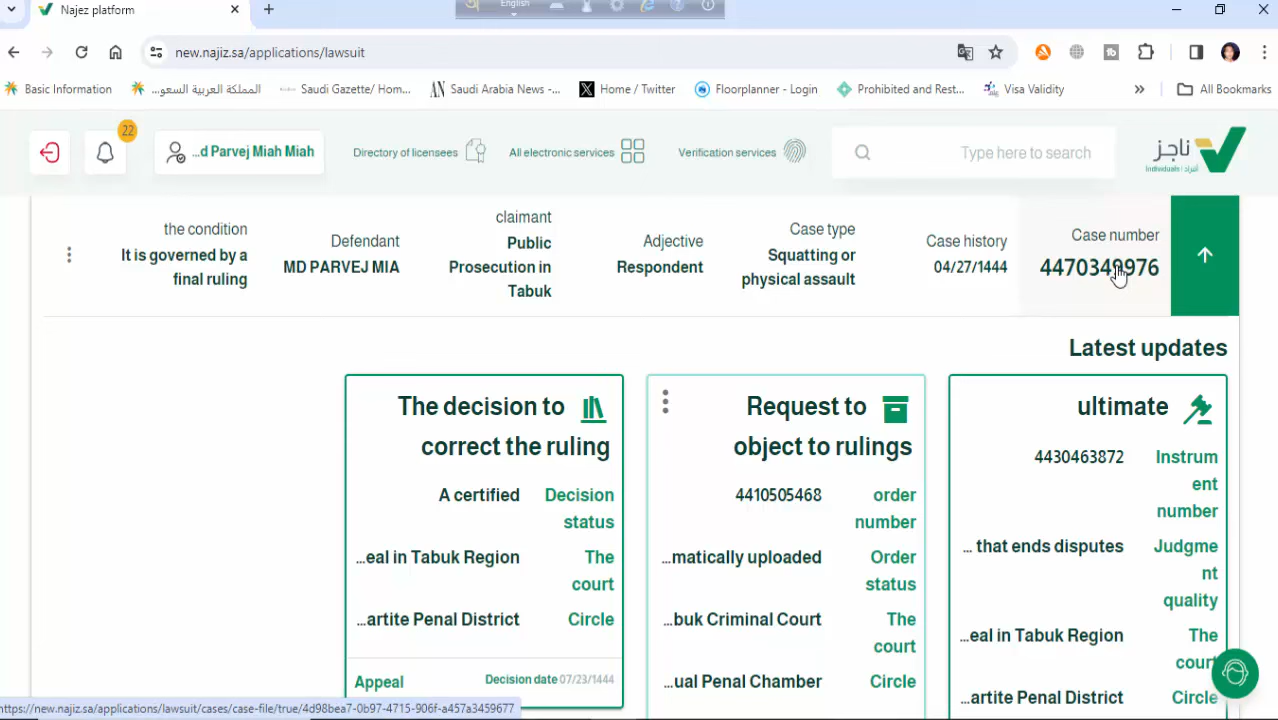 Najez platform
English
new.najiz.sa/applications/lawsuit
Basic Information
المملكة العربية السعو...
Saudi Gazette/ Hom...
Saudi Arabia News -...
Home / Twitter
Floorplanner - Login
Prohibited and Rest...
Visa Validity
All Bookmarks
22
...d Parvej Miah Miah
Directory of licensees
All electronic services
Verification services
Type here to search
ناجز
Individuals | أفراد
the condition
It is governed by a
final ruling
Defendant
MD PARVEJ MIA
claimant
Public
Prosecution in
Tabuk
Adjective
Respondent
Case type
Squatting or
physical assault
Case history
04/27/1444
Case number
4470349976
Latest updates
The decision to
correct the ruling
A certified
Decision
status
...eal in Tabuk Region
The
court
...artite Penal District
Circle
Appeal
Decision date 07/23/1444
Request to
object to rulings
4410505468
order
number
...matically uploaded
Order
status
...buk Criminal Court
The
court
...ual Penal Chamber
Circle
ultimate
4430463872
Instrum
ent
number
... that ends disputes
Judgme
nt
quality
...eal in Tabuk Region
The
court
...artite Penal District
Circle
https://new.najiz.sa/applications/lawsuit/cases/case-file/true/4d98bea7-0b97-4715-906f-a457a3459677